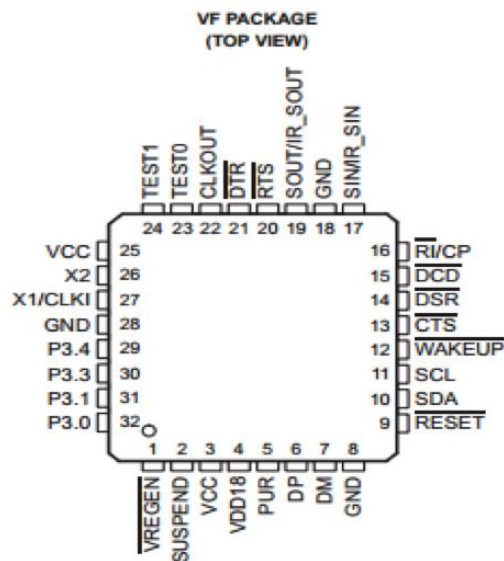 VF PACKAGE
(TOP VIEW)
TEST1
TEST0
CLKOUT
DTR
RTS
SOUT/IR_SOUT
GND
SIN/IR_SIN
24 23 22 21 20 19 18 17
VCC 25
X2 26
X1/CLKI 27
GND 28
P3.4 29
P3.3 30
P3.1 31
P3.0 32
16 RI/CP
15 DCD
14 DSR
13 CTS
12 WAKEUP
11 SCL
10 SDA
9 RESET
1 2 3 4 5 6 7 8
VREGEN
SUSPEND
VCC
VDD18
PUR
DP
DM
GND